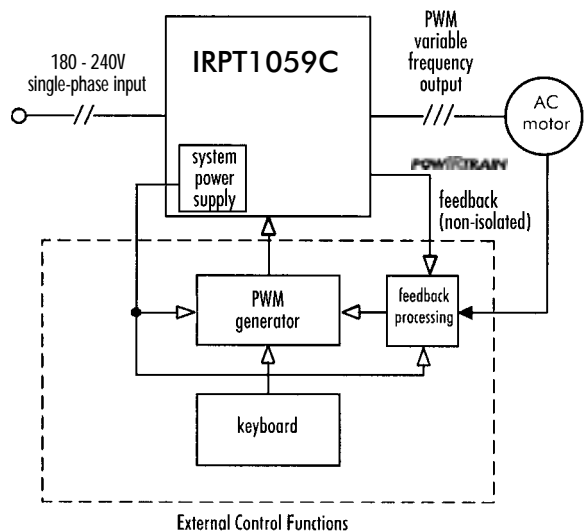 180 - 240V
single-phase input
IRPT1059C
PWM
variable
frequency
output
AC
motor
POWIRTRAIN
system
power
supply
feedback
(non-isolated)
PWM
generator
feedback
processing
keyboard
External Control Functions